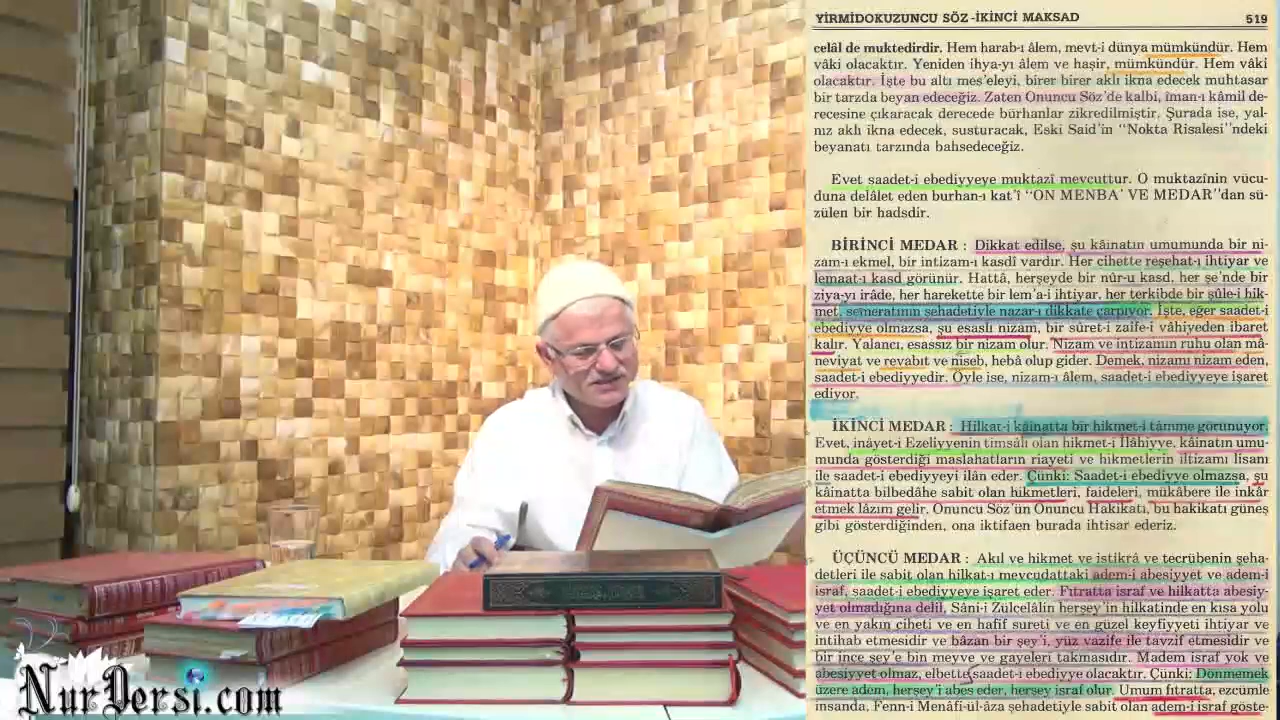 YİRMİDOKUZUNCU SÖZ -İKİNCİ MAKSAD 519
celâl de muktedirdir. Hem harab-ı âlem, mevt-i dünya mümkündür. Hem
vâki olacaktır. Yeniden ihya-yı âlem ve haşir, mümkündür. Hem vâki
olacaktır. İşte bu altı mes'eleyi, birer birer aklı ikna edecek muhtasar
bir tarzda beyan edeceğiz. Zaten Onuncu Söz'de kalbi, îman-ı kâmil de-
recesine çıkaracak derecede bürhanlar zikredilmiştir. Şurada ise, yal-
nız aklı ikna edecek, susturacak, Eski Said'in "Nokta Risalesi"ndeki
beyanatı tarzında bahsedeceğiz.
Evet saadet-i ebediyyeye muktazî mevcuttur. O muktazînin vücu-
duna delâlet eden burhan-ı kat'î "ON MENBA' VE MEDAR"dan sü-
zülen bir hadsdir.
BİRİNCİ MEDAR : Dikkat edilse, şu kâinatın umumunda bir ni-
zam-ı ekmel, bir intizam-ı kasdî vardır. Her cihette reşehat-ı ihtiyar ve
lemaat-ı kasd görünür. Hattâ, herşeyde bir nûr-u kasd, her şe'nde bir
ziya-yı irâde, her harekette bir lem'a-i ihtiyar, her terkibde bir şûle-i hik-
met, semeratının şehadetiyle nazar-ı dikkate çarpıyor. İşte, eğer saadet-i
ebediyye olmazsa, şu esaslı nizam, bir sûret-i zaife-i vâhiyeden ibaret
kalır. Yalancı, esassız bir nizam olur. Nizam ve intizamın ruhu olan mâ-
neviyat ve revabıt ve niseb, hebâ olup gider. Demek, nizamı nizam eden,
saadet-i ebediyyedir. Öyle ise, nizam-ı âlem, saadet-i ebediyyeye işaret
ediyor.
İKİNCİ MEDAR : Hilkat-i kâinatta bir hikmet-i tâmme görünuyor.
Evet, inâyet-i Ezeliyyenin timsâli olan hikmet-i İlâhiyye, kâinatın umu-
munda gösterdiği maslahatların riayeti ve hikmetlerin iltizamı lisanı
ile saadet-i ebediyyeyi ilân eder. Çünki: Saadet-i ebediyye olmazsa, şu
kâinatta bilbedâhe sabit olan hikmetleri, faideleri, mükâbere ile inkâr
etmek lâzım gelir. Onuncu Söz'ün Onuncu Hakikatı, bu hakikatı güneş
gibi gösterdiğinden, ona iktifaen burada ihtisar ederiz.
ÜÇÜNCÜ MEDAR : Akıl ve hikmet ve istikrâ ve tecrübenin şeha-
detleri ile sabit olan hilkat-ı mevcudattaki adem-i abesiyyet ve adem-i
israf, saadet-i ebediyyeye işaret eder. Fıtratta israf ve hilkatta abesiy-
yet olmadığına delil, Sâni-i Zülcelâlin herşey'in hilkatinde en kısa yolu
ve en yakın ciheti ve en hafif sureti ve en güzel keyfiyyeti ihtiyar ve
intihab etmesidir ve bâzan bir şey'i, yüz vazife ile tavzif etmesidir ve
bir ince şey'e bin meyve ve gayeleri takmasıdır. Madem israf yok ve
abesiyyet olmaz, elbette saadet-i ebediyye olacaktır. Çünki: Dönmemek
üzere adem, herşey'i abes eder, herşey israf olur. Umum fıtratta, ezcümle
insanda, Fenn-i Menâfi-ül-âza şehadetiyle sabit olan adem-i israf göste-
NurDersi.com